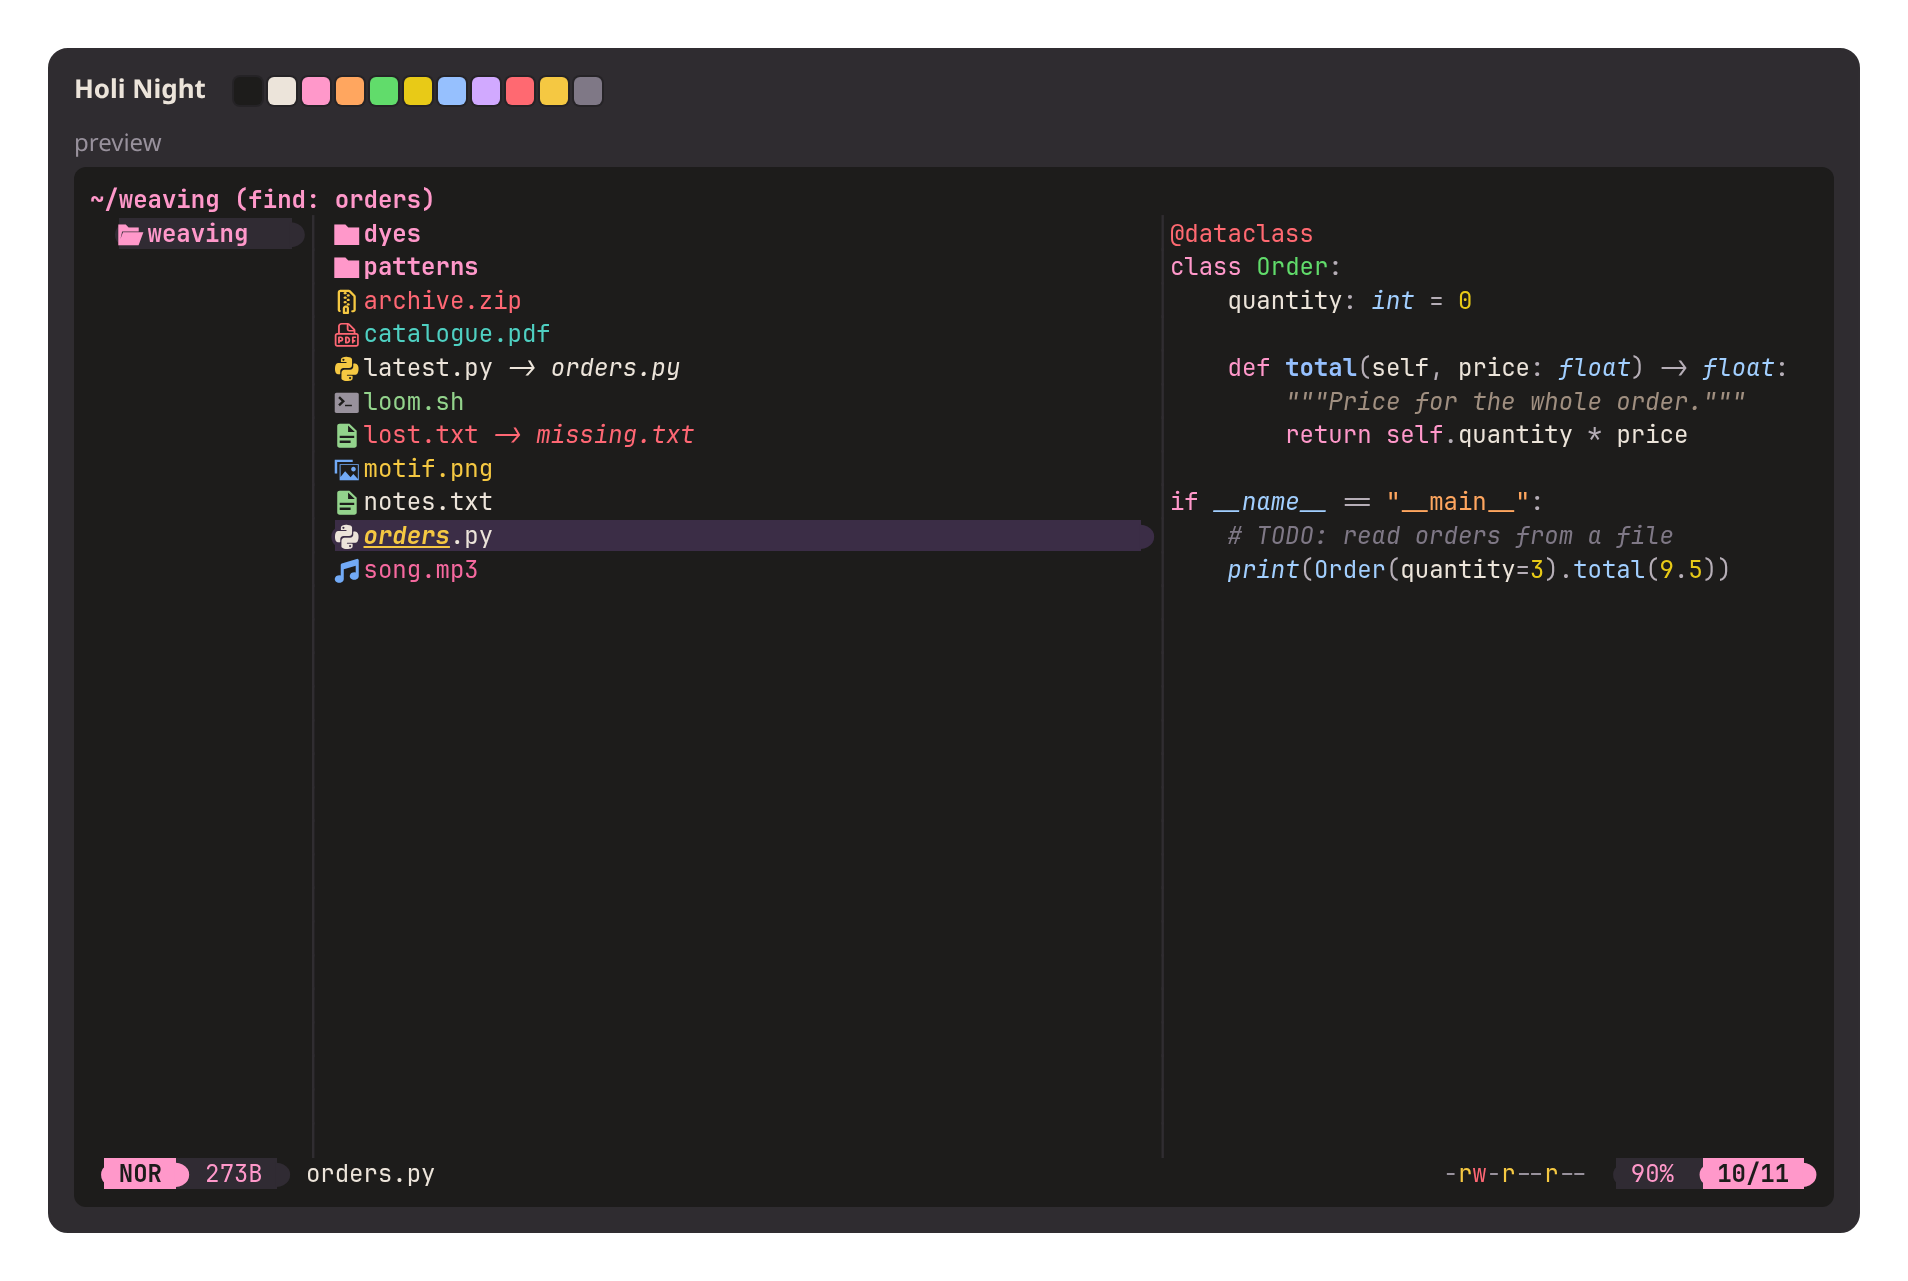 Holi Night
preview
~/weaving (find: orders)
weaving
dyes
patterns
archive.zip
catalogue.pdf
latest.py -> orders.py
loom.sh
lost.txt -> missing.txt
motif.png
notes.txt
orders.py
song.mp3
@dataclass
class Order:
    quantity: int = 0

    def total(self, price: float) -> float:
        """Price for the whole order."""
        return self.quantity * price

if __name__ == "__main__":
    # TODO: read orders from a file
    print(Order(quantity=3).total(9.5))
NOR 273B orders.py -rw-r--r-- 90% 10/11